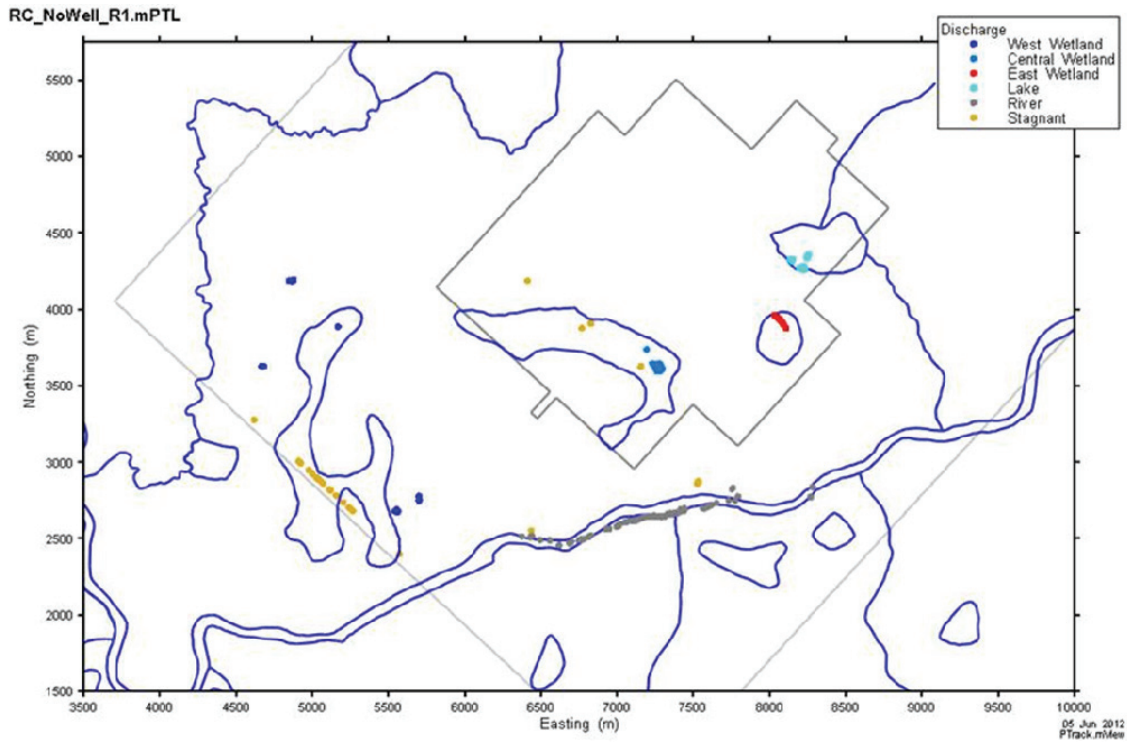 RC_NoWell_R1.mPTL
Discharge
West Wetland
Central Wetland
East Wetland
Lake
River
Stagnant
5500
5000
4500
4000
3500
3000
2500
2000
1500
Northing (m)
3500 4000 4500 5000 5500 6000 6500 7000 7500 8000 8500 9000 9500 10000
Easting (m)
05 Jun 2012
PTrack.mView